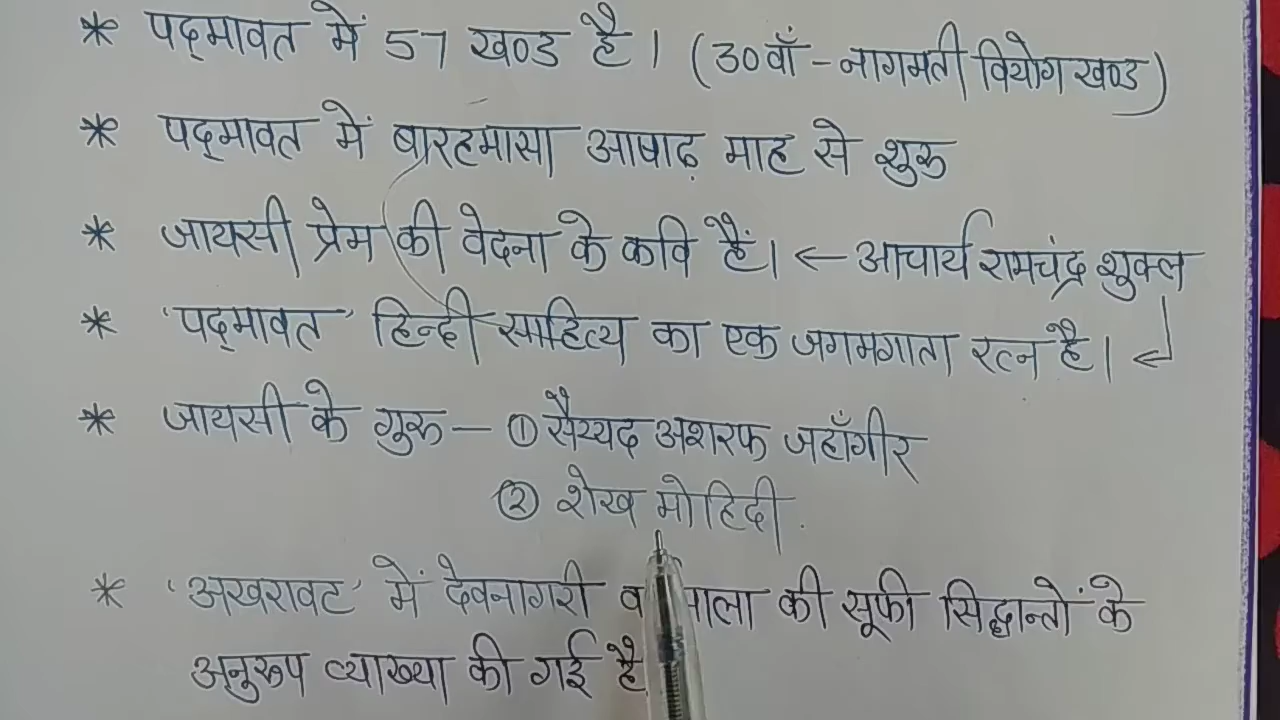 * पद्‌मावत में 57 खण्ड है। (30वाँ - नागमती वियोग खण्ड)
* पद्‌मावत में बारहमासा आषाढ़ माह से शुरू
* जायसी प्रेम की वेदना के कवि हैं। ← आचार्य रामचंद्र शुक्ल
* 'पद्‌मावत' हिन्दी साहित्य का एक जगमगाता रत्न है। ↵
* जायसी के गुरू - ① सैय्यद अशरफ जहाँगीर
② शेख मोहिदी.
* 'अखरावट' में देवनागरी की सूफी सिद्धान्तों के
अनुरूप व्याख्या की गई है